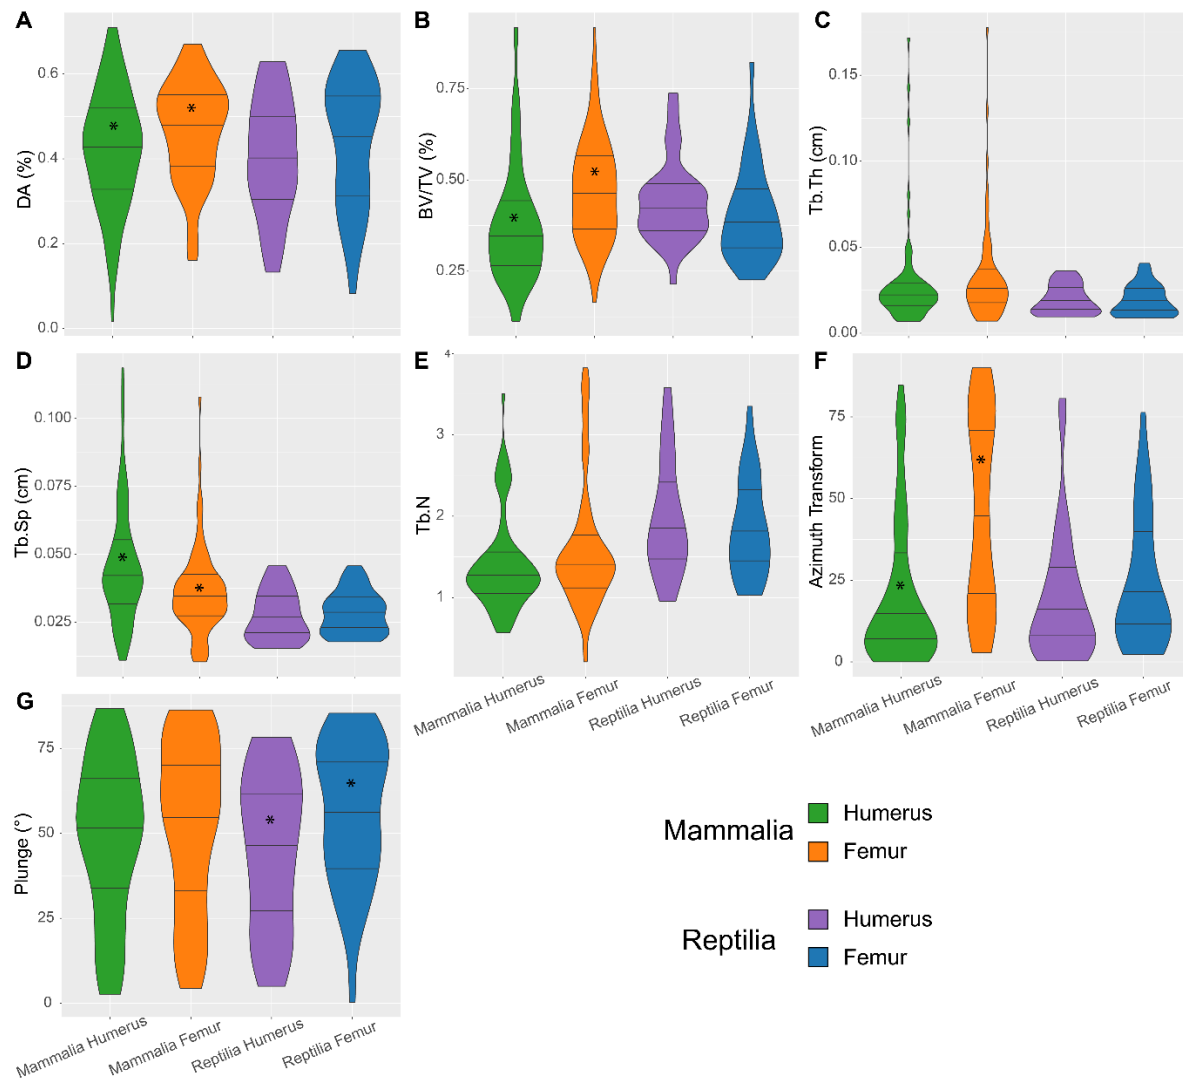 A
DA (%)
0.6
0.4
0.2
0.0
*
*
B
BV/TV (%)
0.75
0.50
0.25
*
*
C
Tb.Th (cm)
0.15
0.10
0.05
0.00
D
Tb.Sp (cm)
0.100
0.075
0.050
0.025
*
*
E
Tb.N
4
3
2
1
Mammalia Humerus
Mammalia Femur
Reptilia Humerus
Reptilia Femur
F
Azimuth Transform
75
50
25
0
*
*
Mammalia Humerus
Mammalia Femur
Reptilia Humerus
Reptilia Femur
G
Plunge (°)
75
50
25
0
*
*
Mammalia Humerus
Mammalia Femur
Reptilia Humerus
Reptilia Femur
Mammalia
Humerus
Femur
Reptilia
Humerus
Femur